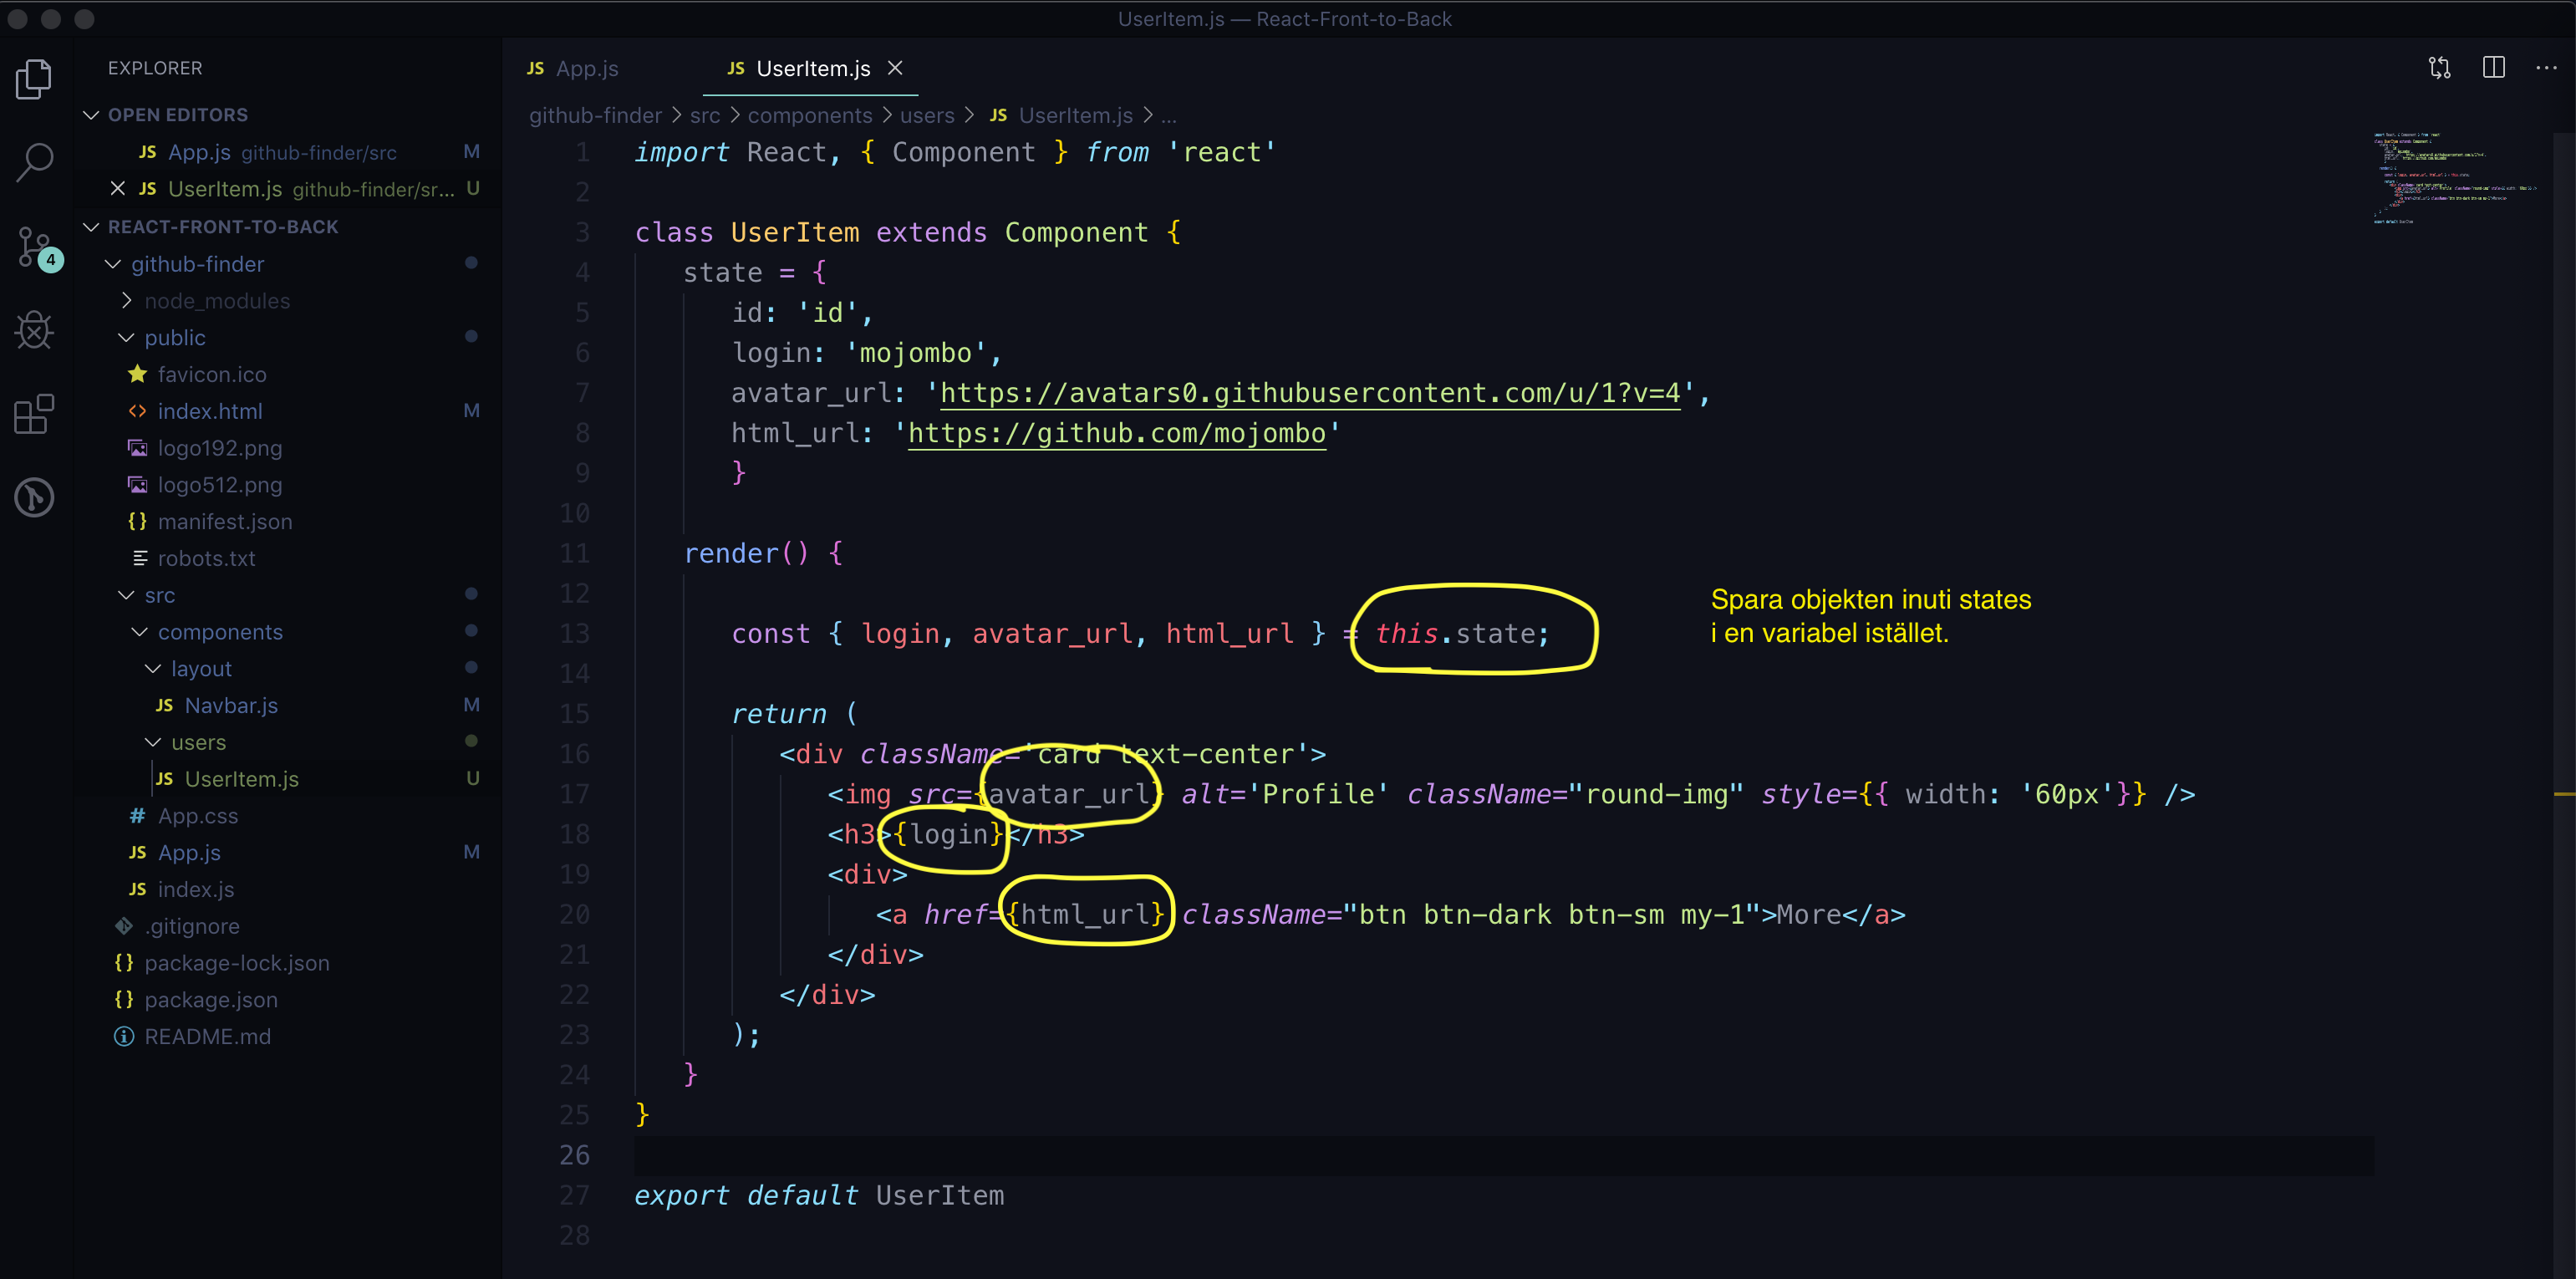 UserItem.js — React-Front-to-Back
EXPLORER
OPEN EDITORS
JS App.js github-finder/src M
JS UserItem.js github-finder/sr... U
REACT-FRONT-TO-BACK
github-finder
node_modules
public
favicon.ico
index.html M
logo192.png
logo512.png
{} manifest.json
robots.txt
src
components
layout
JS Navbar.js M
users
JS UserItem.js U
# App.css
JS App.js M
JS index.js
.gitignore
{} package-lock.json
{} package.json
README.md
4
JS App.js JS UserItem.js
github-finder > src > components > users > JS UserItem.js > ...
1 import React, { Component } from 'react'
2
3 class UserItem extends Component {
4 state = {
5 id: 'id',
6 login: 'mojombo',
7 avatar_url: 'https://avatars0.githubusercontent.com/u/1?v=4',
8 html_url: 'https://github.com/mojombo'
9 }
10
11 render() {
12
13 const { login, avatar_url, html_url } = this.state;
14
15 return (
16 <div className='card text-center'>
17 <img src={avatar_url} alt='Profile' className="round-img" style={{ width: '60px'}} />
18 <h3>{login}</h3>
19 <div>
20 <a href={html_url} className="btn btn-dark btn-sm my-1">More</a>
21 </div>
22 </div>
23 );
24 }
25 }
26
27 export default UserItem
28
Spara objekten inuti states
i en variabel istället.